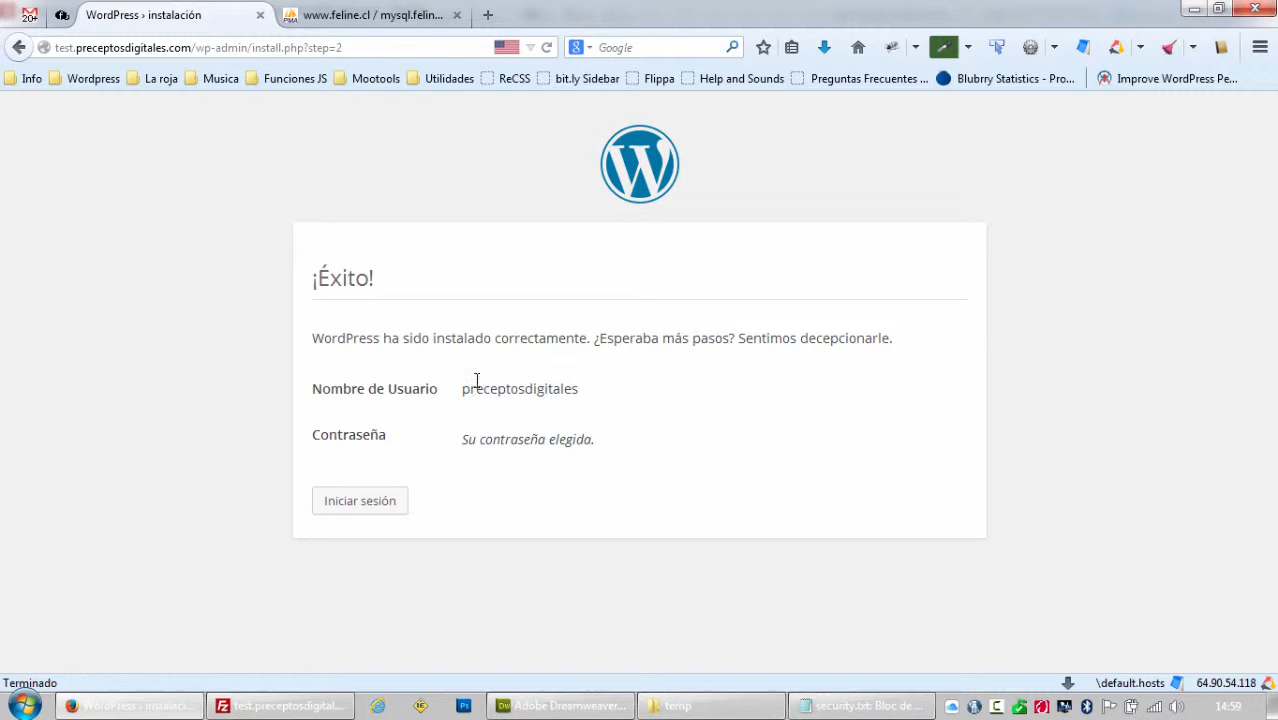 20+
WordPress › instalación
PMA
www.feline.cl / mysql.felin...
test.preceptosdigitales.com/wp-admin/install.php?step=2
Google
Info
Wordpress
La roja
Musica
Funciones JS
Mootools
Utilidades
ReCSS
bit.ly Sidebar
Flippa
Help and Sounds
Preguntas Frecuentes ...
Blubrry Statistics - Pro...
Improve WordPress Pe...
¡Éxito!
WordPress ha sido instalado correctamente. ¿Esperaba más pasos? Sentimos decepcionarle.
Nombre de Usuario preceptosdigitales
Contraseña Su contraseña elegida.
Iniciar sesión
Terminado
\default.hosts
64.90.54.118
WordPress › instalaci...
test.preceptosdigital...
Adobe Dreamweaver...
temp
security.txt: Bloc de ...
14:59